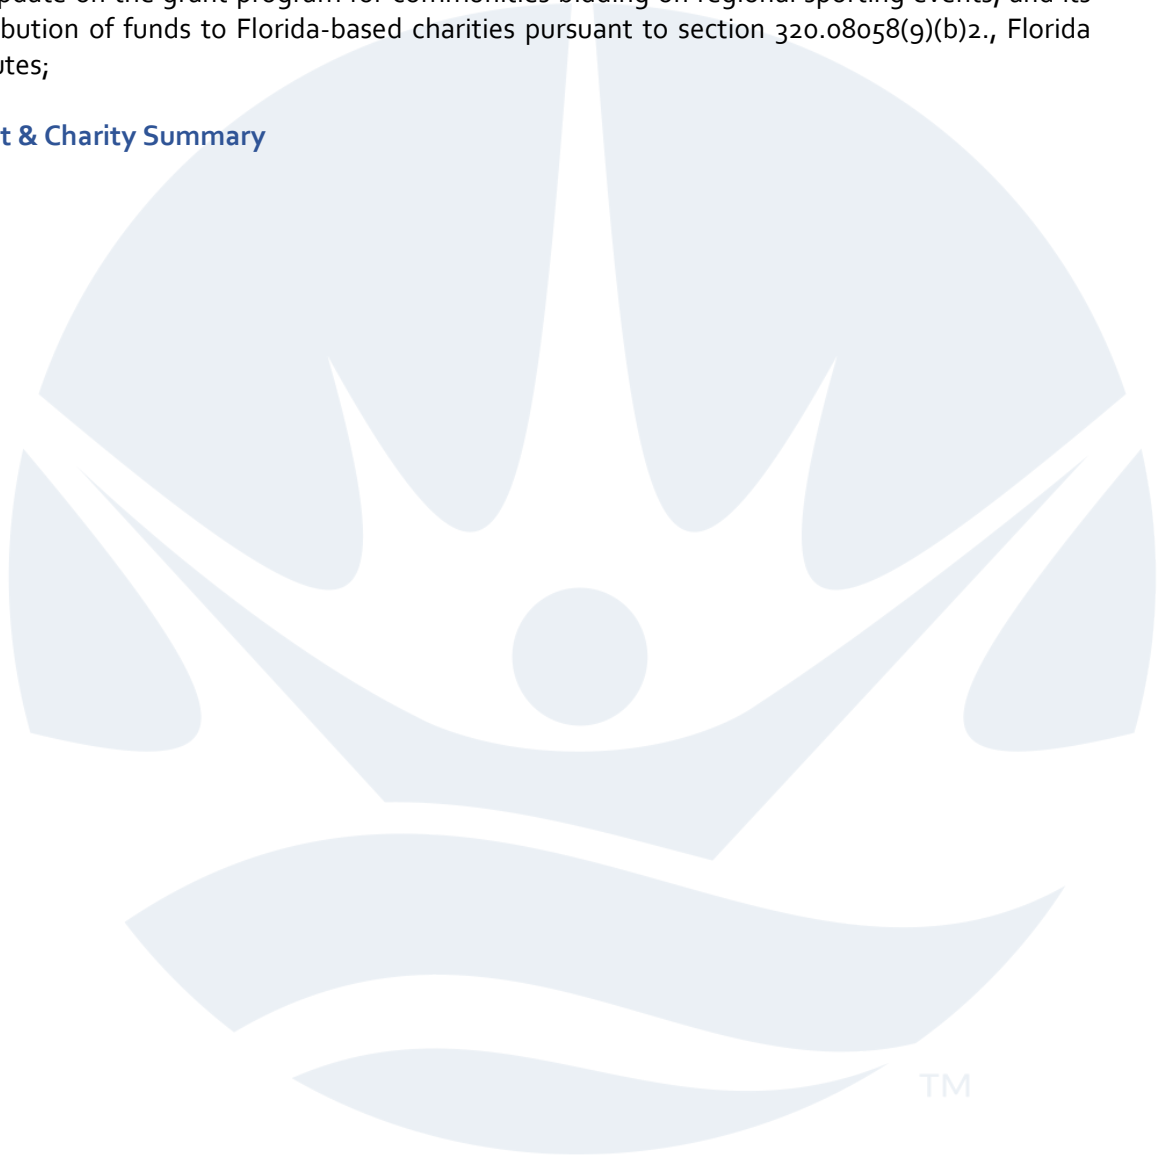 update on the grant program for communities bidding on regional sporting events, and its
bution of funds to Florida-based charities pursuant to section 320.08058(9)(b)2., Florida
utes;
t & Charity Summary
TM